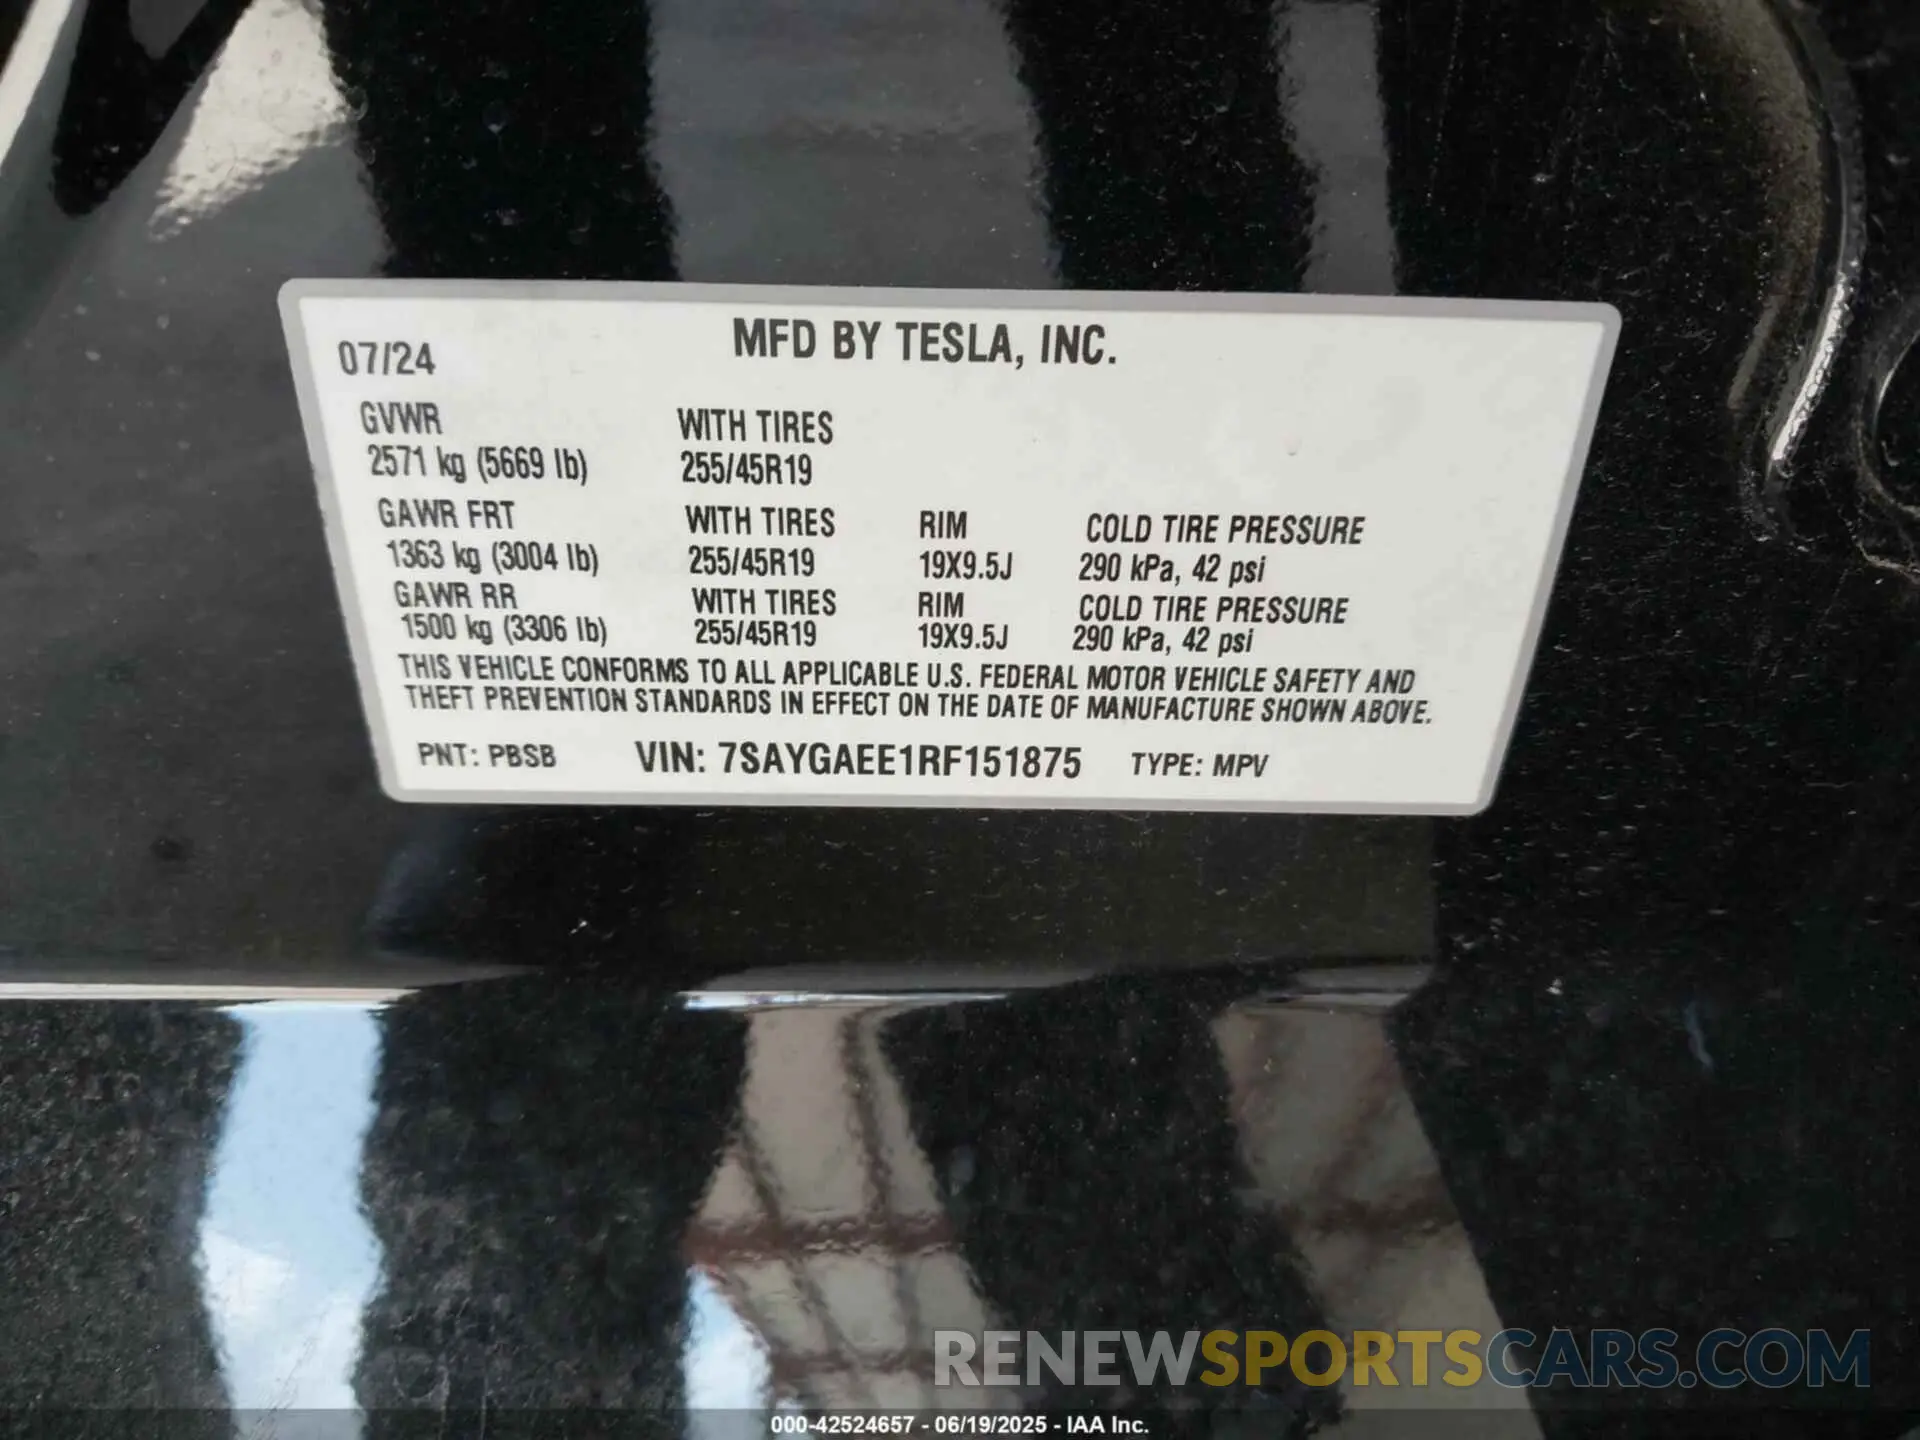 MFD BY TESLA, INC.
07/24
GVWR WITH TIRES
2571 kg (5669 lb) 255/45R19
GAWR FRT WITH TIRES RIM COLD TIRE PRESSURE
1363 kg (3004 lb) 255/45R19 19X9.5J 290 kPa, 42 psi
GAWR RR WITH TIRES RIM COLD TIRE PRESSURE
1500 kg (3306 lb) 255/45R19 19X9.5J 290 kPa, 42 psi
THIS VEHICLE CONFORMS TO ALL APPLICABLE U.S. FEDERAL MOTOR VEHICLE SAFETY AND
THEFT PREVENTION STANDARDS IN EFFECT ON THE DATE OF MANUFACTURE SHOWN ABOVE.
PNT: PBSB VIN: 7SAYGAEE1RF151875 TYPE: MPV
RENEWSPORTSCARS.COM
000-42524657 - 06/19/2025 - IAA Inc.